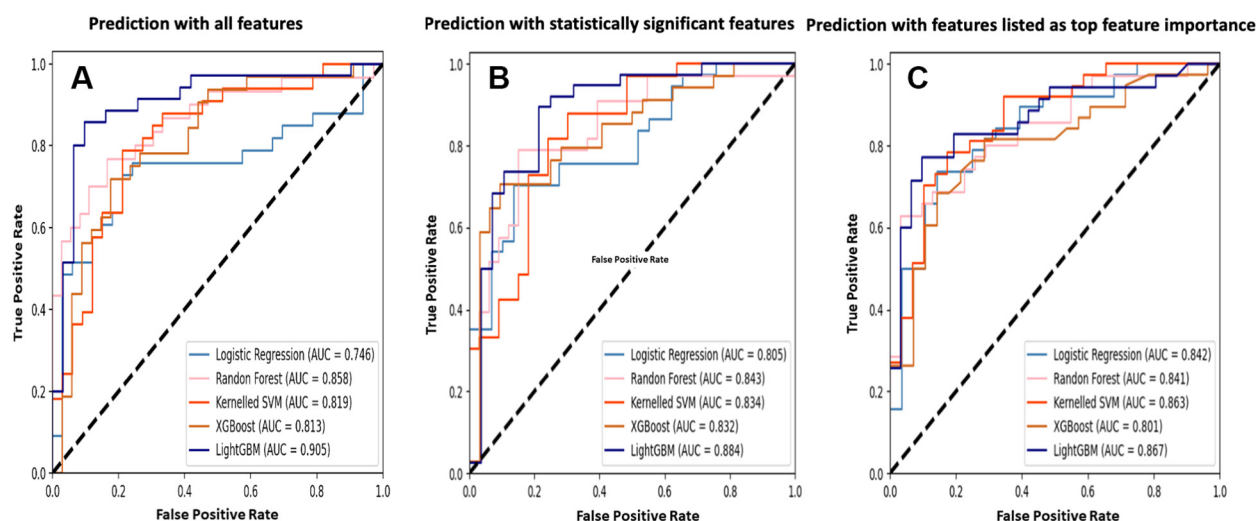 Prediction with all features
A
True Positive Rate
1.0
0.8
0.6
0.4
0.2
0.0
Logistic Regression (AUC = 0.746)
Randon Forest (AUC = 0.858)
Kernelled SVM (AUC = 0.819)
XGBoost (AUC = 0.813)
LightGBM (AUC = 0.905)
0.0 0.2 0.4 0.6 0.8 1.0
False Positive Rate
Prediction with statistically significant features
B
True Positive Rate
1.0
0.8
0.6
0.4
0.2
0.0
False Positive Rate
Logistic Regression (AUC = 0.805)
Randon Forest (AUC = 0.843)
Kernelled SVM (AUC = 0.834)
XGBoost (AUC = 0.832)
LightGBM (AUC = 0.884)
0.0 0.2 0.4 0.6 0.8 1.0
False Positive Rate
Prediction with features listed as top feature importance
C
True Positive Rate
1.0
0.8
0.6
0.4
0.2
0.0
Logistic Regression (AUC = 0.842)
Randon Forest (AUC = 0.841)
Kernelled SVM (AUC = 0.863)
XGBoost (AUC = 0.801)
LightGBM (AUC = 0.867)
0.0 0.2 0.4 0.6 0.8 1.0
False Positive Rate